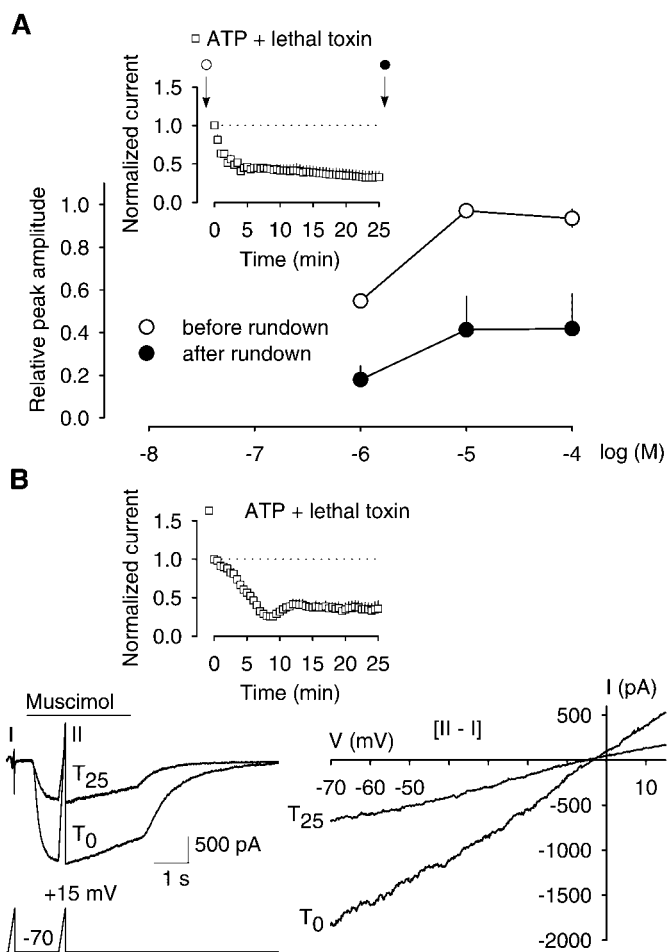 A
ATP + lethal toxin
Normalized current
1.5
1.0
0.5
0.0
0 5 10 15 20 25
Time (min)
Relative peak amplitude
1.0
0.8
0.6
0.4
0.2
0.0
before rundown
after rundown
-8 -7 -6 -5 -4 log (M)
B
ATP + lethal toxin
Normalized current
1.5
1.0
0.5
0.0
0 5 10 15 20 25
Time (min)
Muscimol
I II
T25
T0
500 pA
1 s
+15 mV
-70
I (pA)
[II - I]
V (mV)
500
-70 -60 -50 10
T25
-500
-1000
-1500
T0
-2000